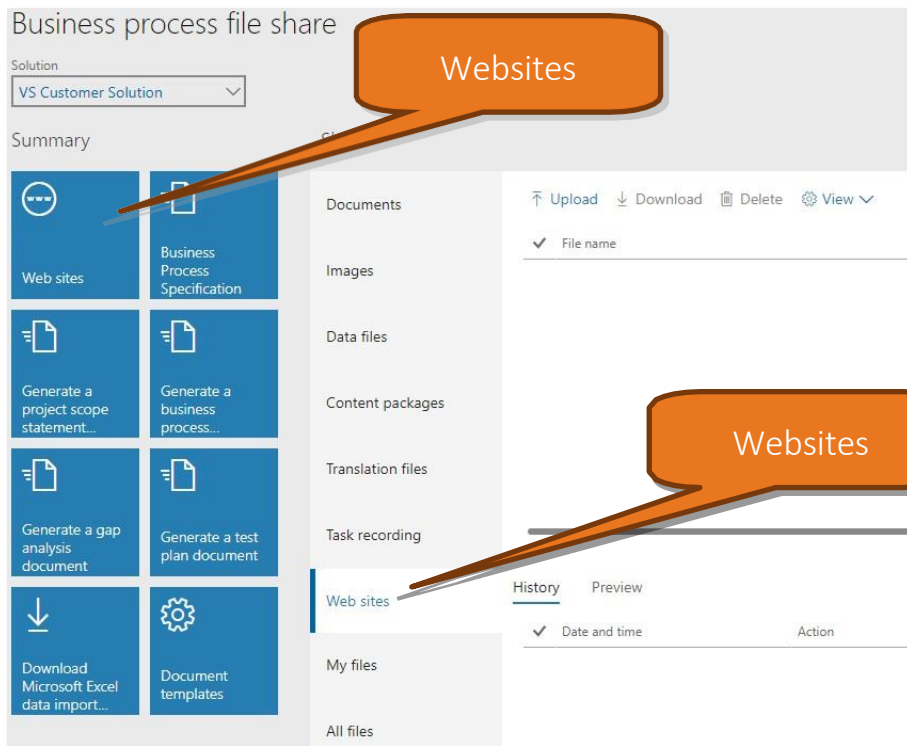 Business process file share
Websites
Solution
VS Customer Solution
Summary
Web sites
Business
Process
Specification
Generate a
project scope
statement...
Generate a
business
process...
Generate a gap
analysis
document
Generate a test
plan document
Download
Microsoft Excel
data import...
Document
templates
Documents
Images
Data files
Content packages
Translation files
Task recording
Web sites
My files
All files
Upload Download Delete View
File name
Websites
History Preview
Date and time Action